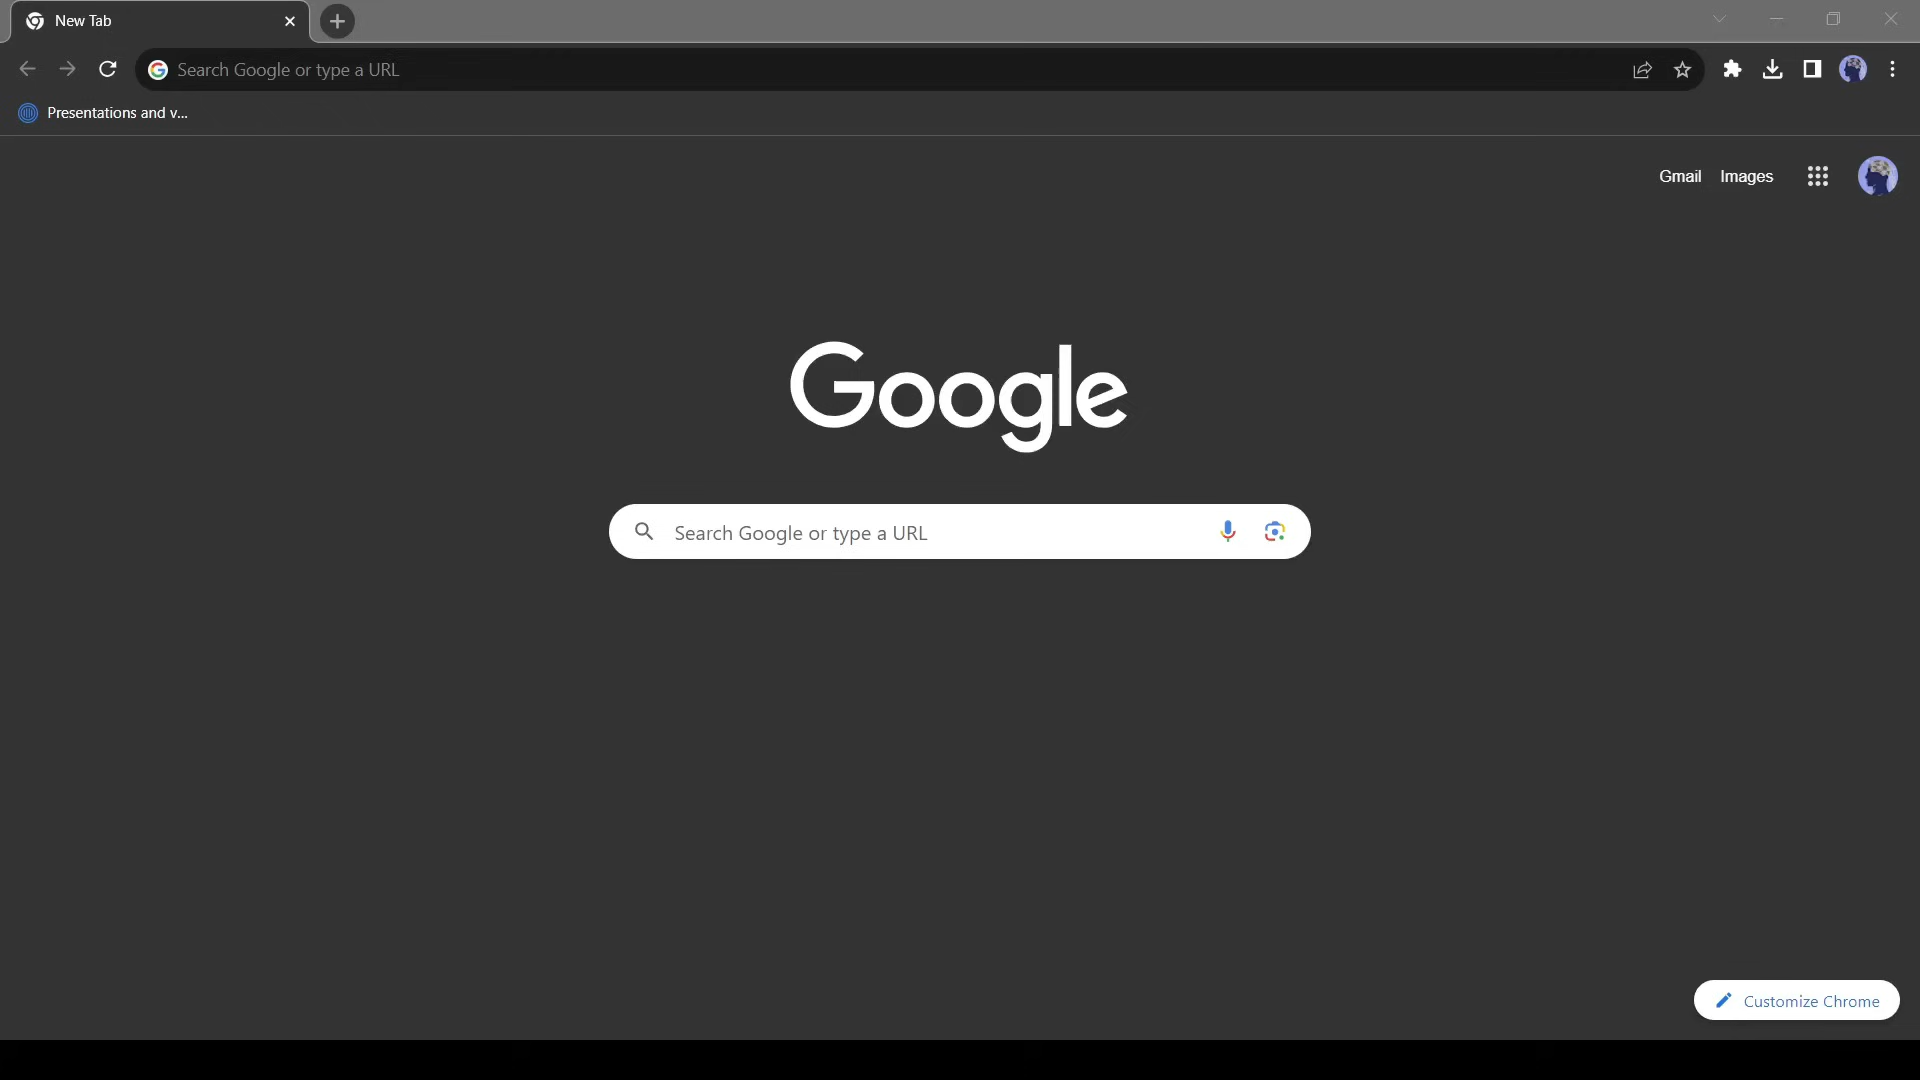 New Tab
Search Google or type a URL
Presentations and v...
Gmail Images
Google
Search Google or type a URL
Customize Chrome